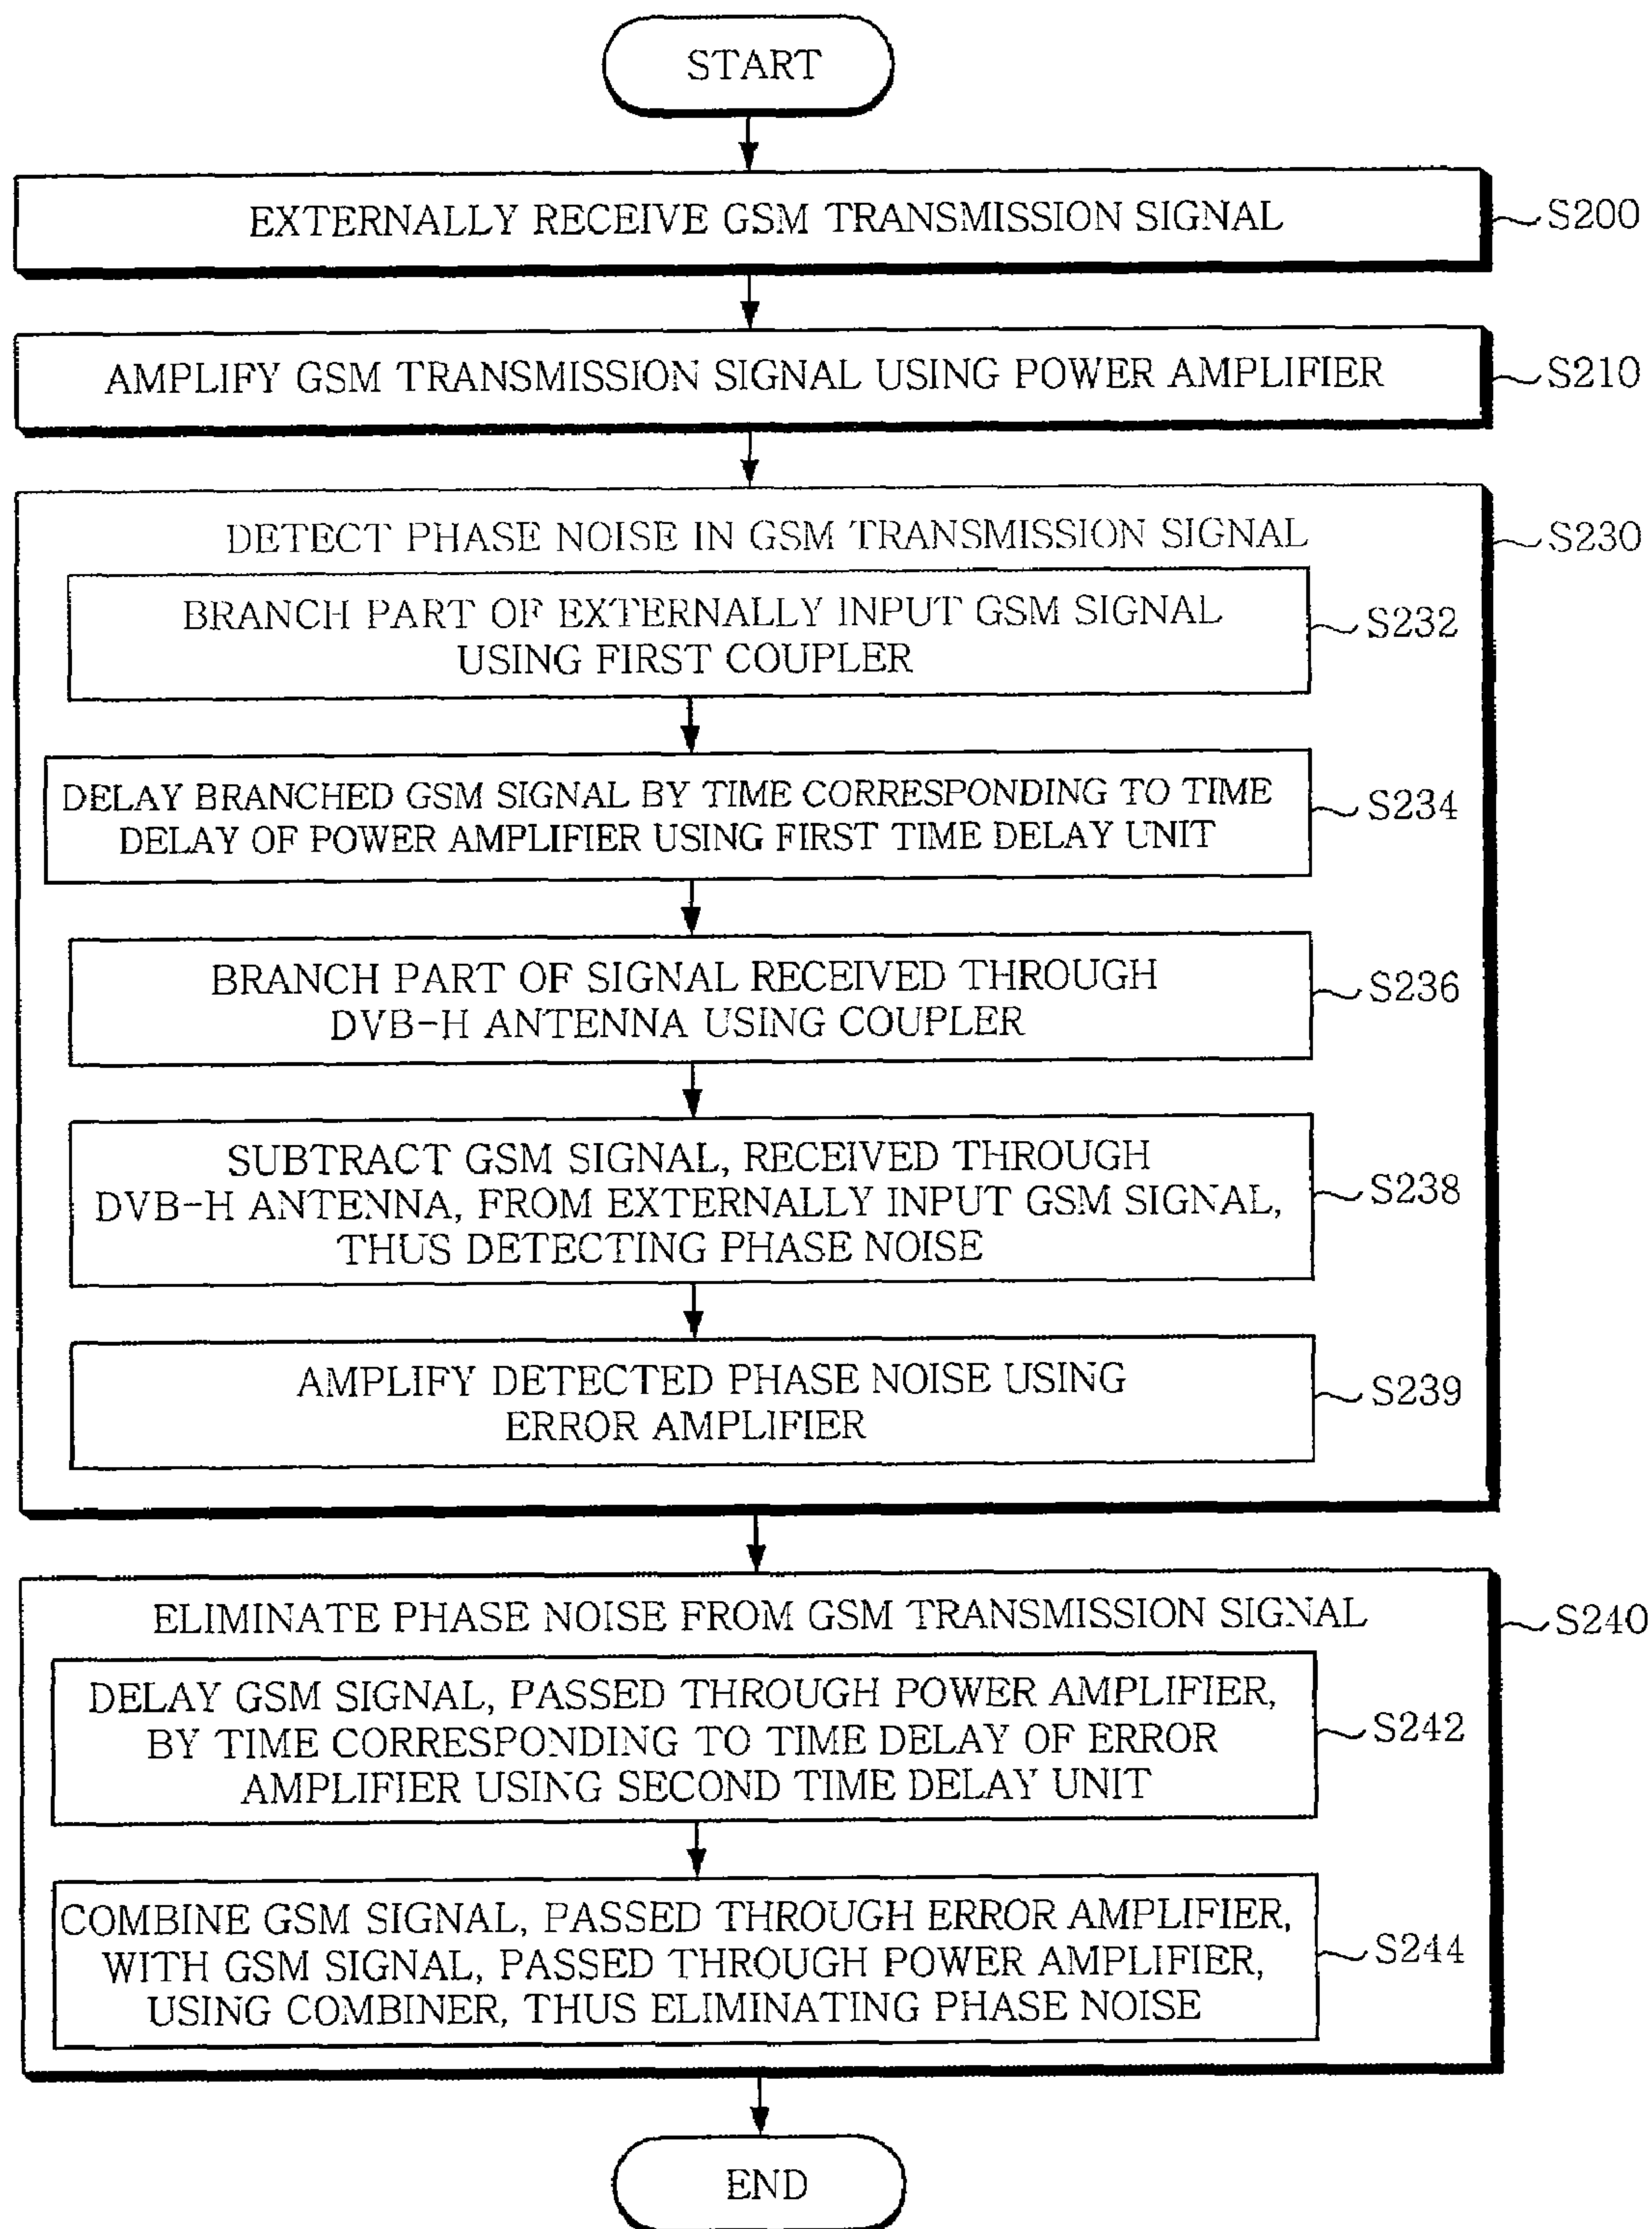 START
EXTERNALLY RECEIVE GSM TRANSMISSION SIGNAL
S200
AMPLIFY GSM TRANSMISSION SIGNAL USING POWER AMPLIFIER
S210
DETECT PHASE NOISE IN GSM TRANSMISSION SIGNAL
S230
BRANCH PART OF EXTERNALLY INPUT GSM SIGNAL
USING FIRST COUPLER
S232
DELAY BRANCHED GSM SIGNAL BY TIME CORRESPONDING TO TIME
DELAY OF POWER AMPLIFIER USING FIRST TIME DELAY UNIT
S234
BRANCH PART OF SIGNAL RECEIVED THROUGH
DVB-H ANTENNA USING COUPLER
S236
SUBTRACT GSM SIGNAL, RECEIVED THROUGH
DVB-H ANTENNA, FROM EXTERNALLY INPUT GSM SIGNAL,
THUS DETECTING PHASE NOISE
S238
AMPLIFY DETECTED PHASE NOISE USING
ERROR AMPLIFIER
S239
ELIMINATE PHASE NOISE FROM GSM TRANSMISSION SIGNAL
S240
DELAY GSM SIGNAL, PASSED THROUGH POWER AMPLIFIER,
BY TIME CORRESPONDING TO TIME DELAY OF ERROR
AMPLIFIER USING SECOND TIME DELAY UNIT
S242
COMBINE GSM SIGNAL, PASSED THROUGH ERROR AMPLIFIER,
WITH GSM SIGNAL, PASSED THROUGH POWER AMPLIFIER,
USING COMBINER, THUS ELIMINATING PHASE NOISE
S244
END